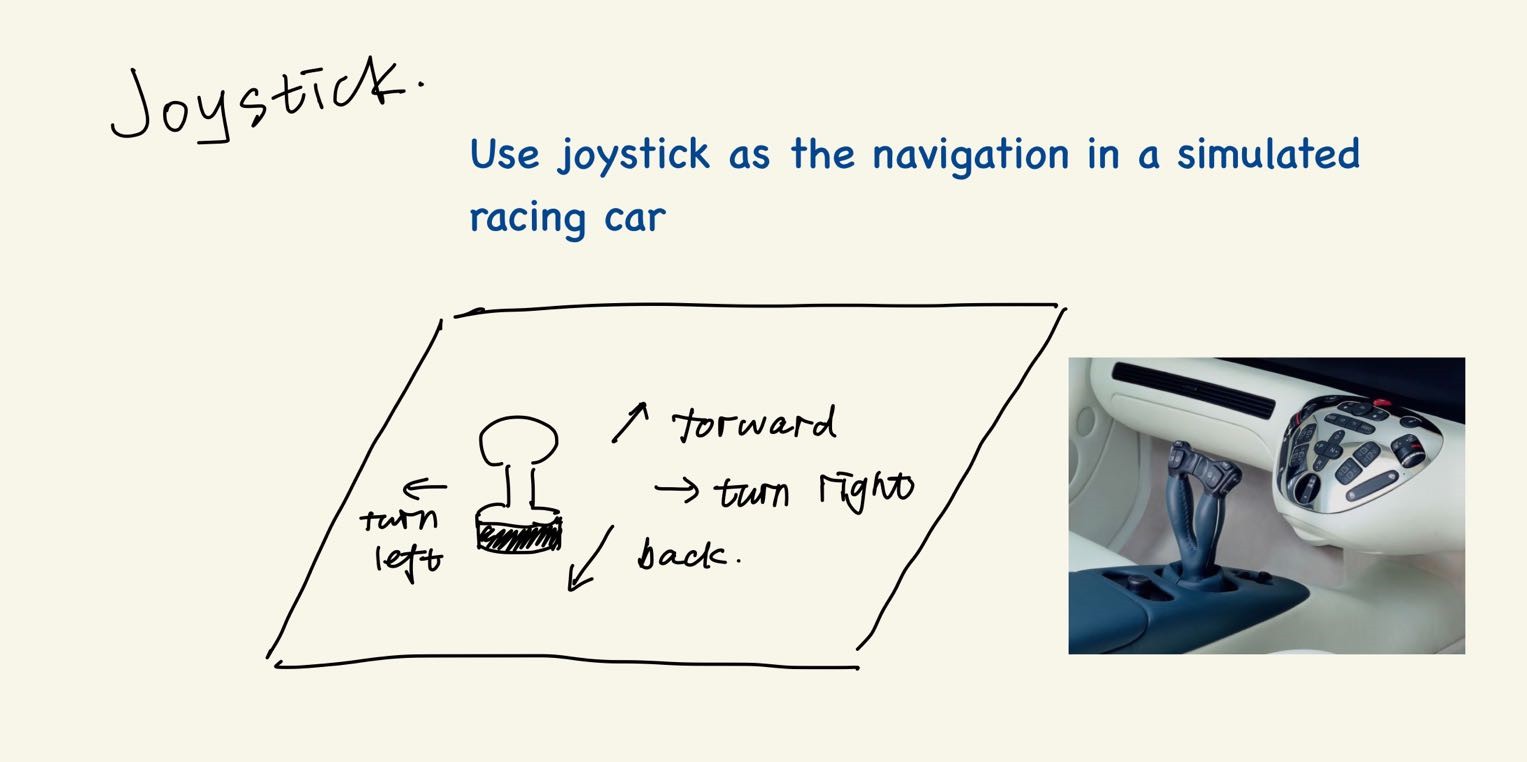 Joystick.
Use joystick as the navigation in a simulated
racing car
forward
turn right
turn
left
back.